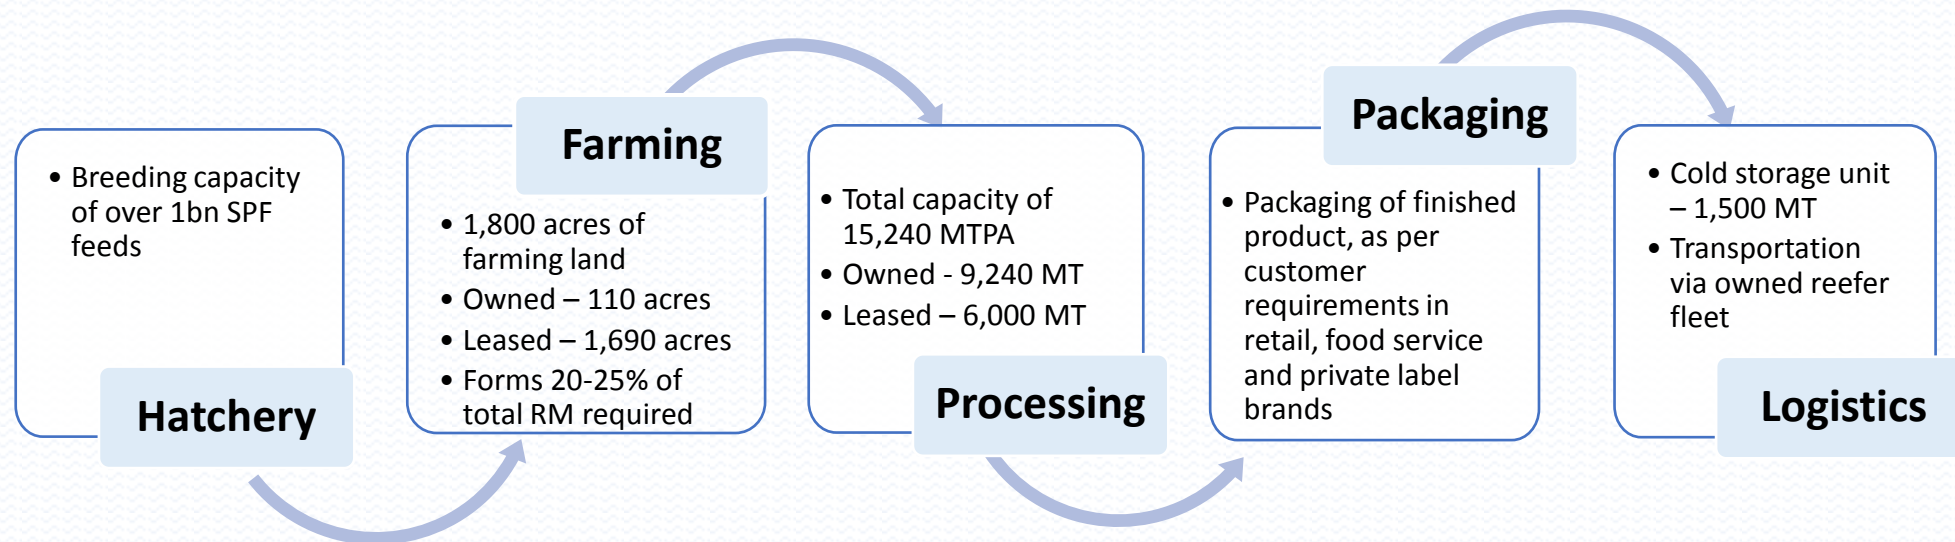 • Breeding capacity
of over 1bn SPF
feeds
Hatchery
Farming
• 1,800 acres of
farming land
• Owned – 110 acres
• Leased – 1,690 acres
• Forms 20-25% of
total RM required
• Total capacity of
15,240 MTPA
• Owned - 9,240 MT
• Leased – 6,000 MT
Processing
Packaging
• Packaging of finished
product, as per
customer
requirements in
retail, food service
and private label
brands
• Cold storage unit
– 1,500 MT
• Transportation
via owned reefer
fleet
Logistics